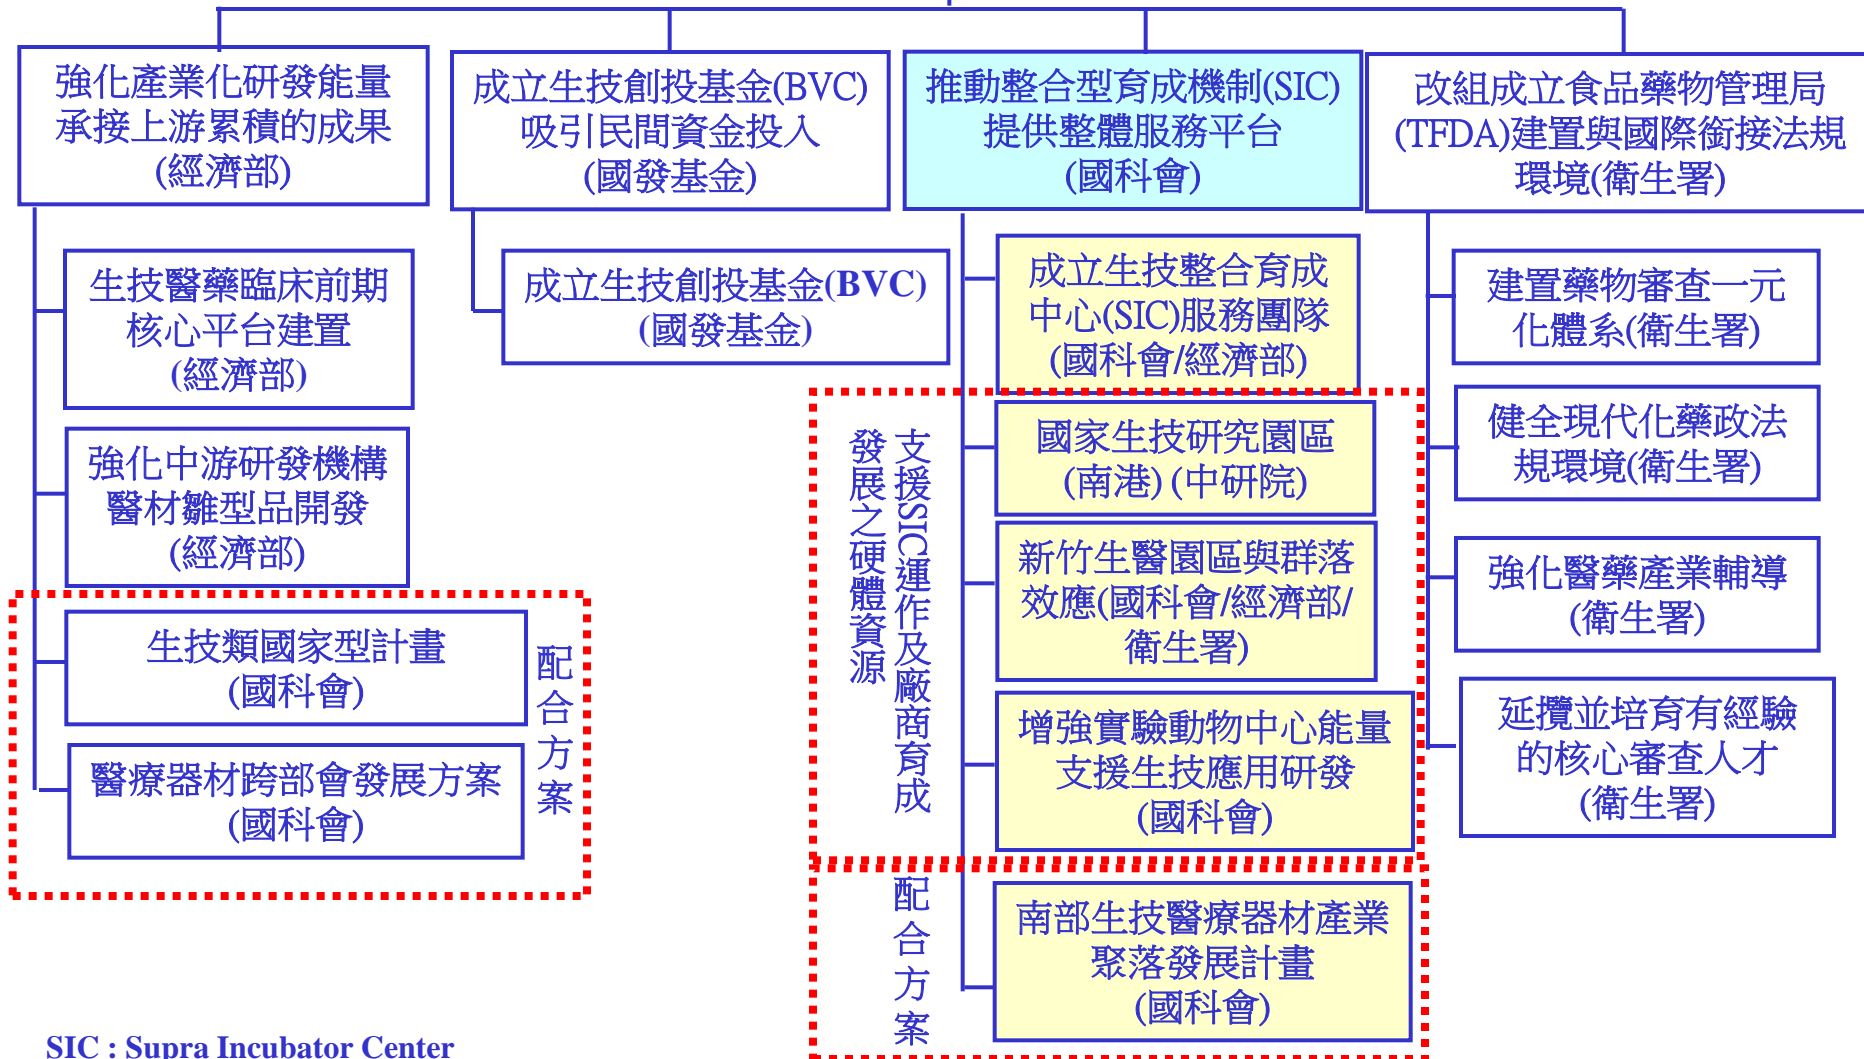 強化產業化研發能量
承接上游累積的成果
(經濟部)
成立生技創投基金(BVC)
吸引民間資金投入
(國發基金)
推動整合型育成機制(SIC)
提供整體服務平台
(國科會)
改組成立食品藥物管理局
(TFDA)建置與國際銜接法規
環境(衛生署)
生技醫藥臨床前期
核心平台建置
(經濟部)
強化中游研發機構
醫材雛型品開發
(經濟部)
生技類國家型計畫
(國科會)
醫療器材跨部會發展方案
(國科會)
配合方案
成立生技創投基金(BVC)
(國發基金)
成立生技整合育成
中心(SIC)服務團隊
(國科會/經濟部)
支援SIC運作及廠商育成
發展之硬體資源
國家生技研究園區
(南港) (中研院)
新竹生醫園區與群落
效應(國科會/經濟部/
衛生署)
增強實驗動物中心能量
支援生技應用研發
(國科會)
配合方案
南部生技醫療器材產業
聚落發展計畫
(國科會)
建置藥物審查一元
化體系(衛生署)
健全現代化藥政法
規環境(衛生署)
強化醫藥產業輔導
(衛生署)
延攬並培育有經驗
的核心審查人才
(衛生署)
SIC : Supra Incubator Center